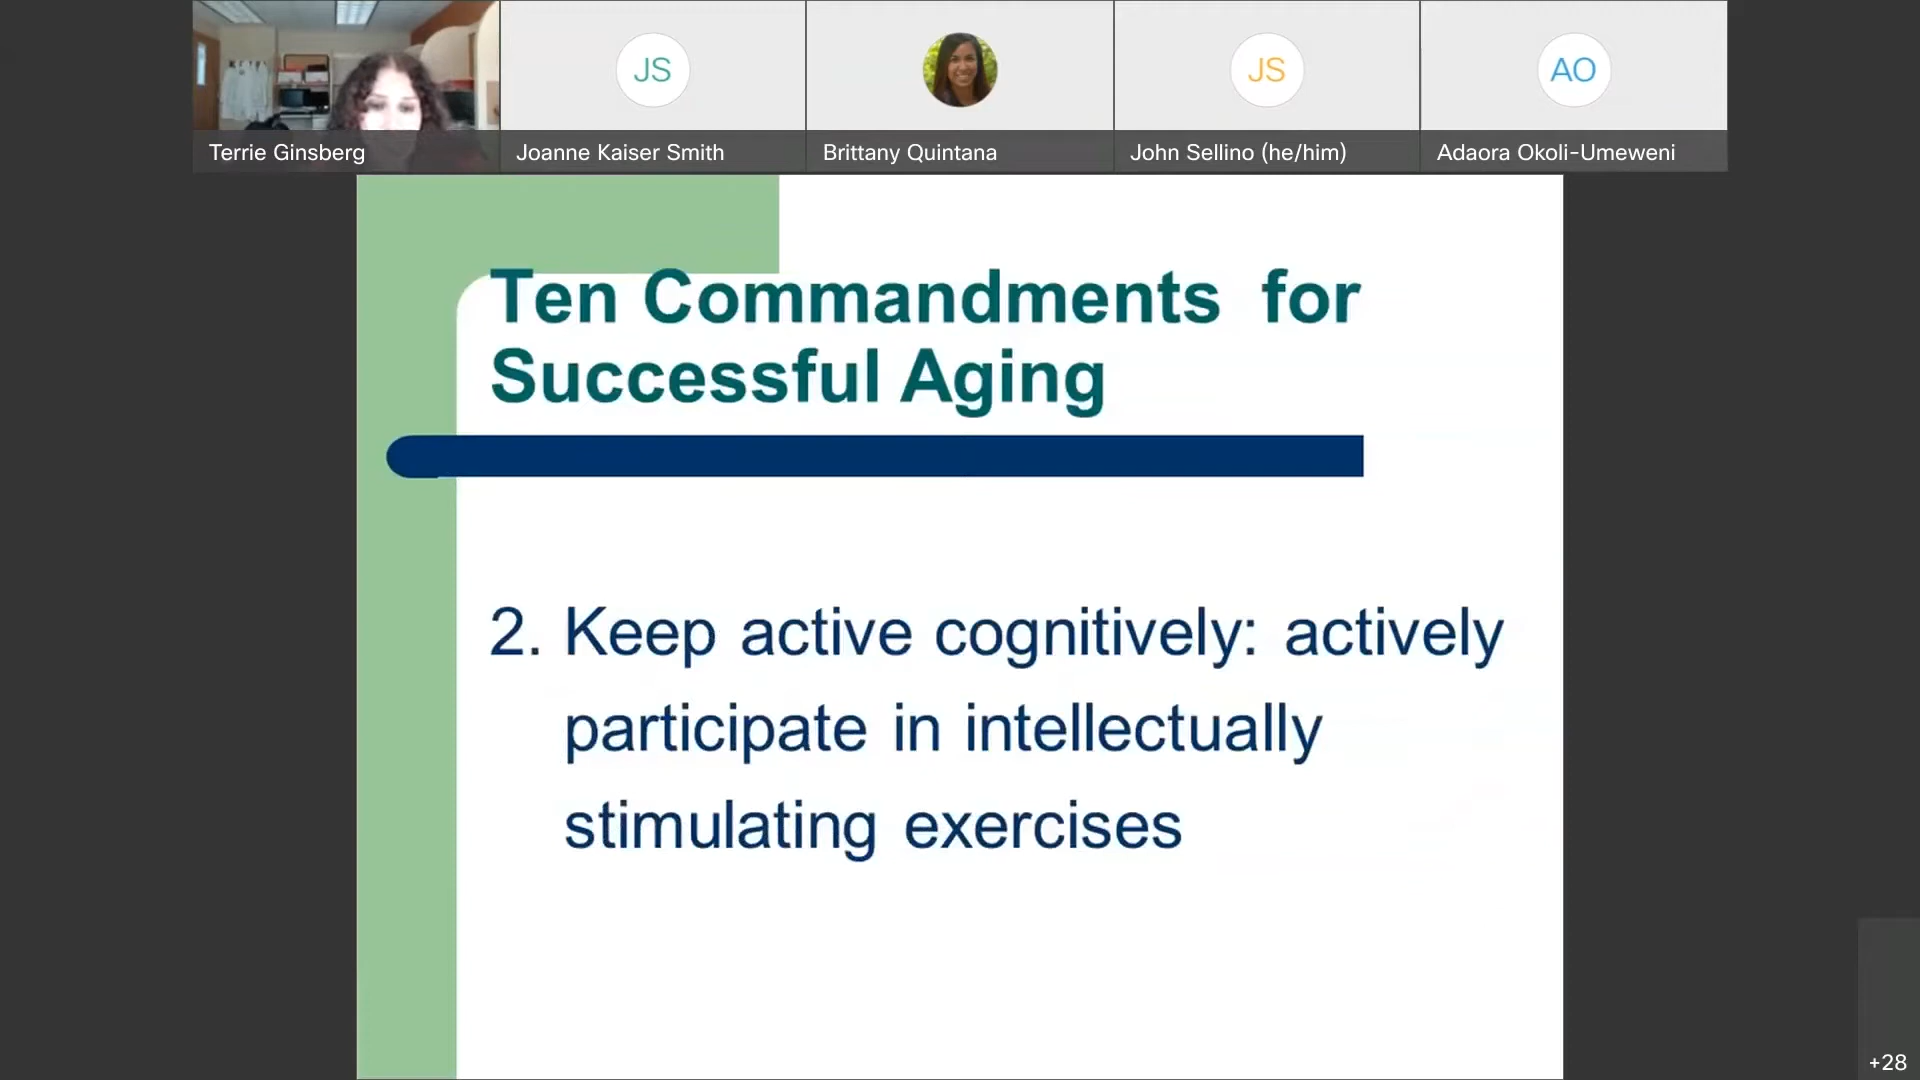 JS
JS
AO
Terrie Ginsberg
Joanne Kaiser Smith
Brittany Quintana
John Sellino (he/him)
Adaora Okoli-Umeweni
Ten Commandments for
Successful Aging
2. Keep active cognitively: actively
participate in intellectually
stimulating exercises
+28